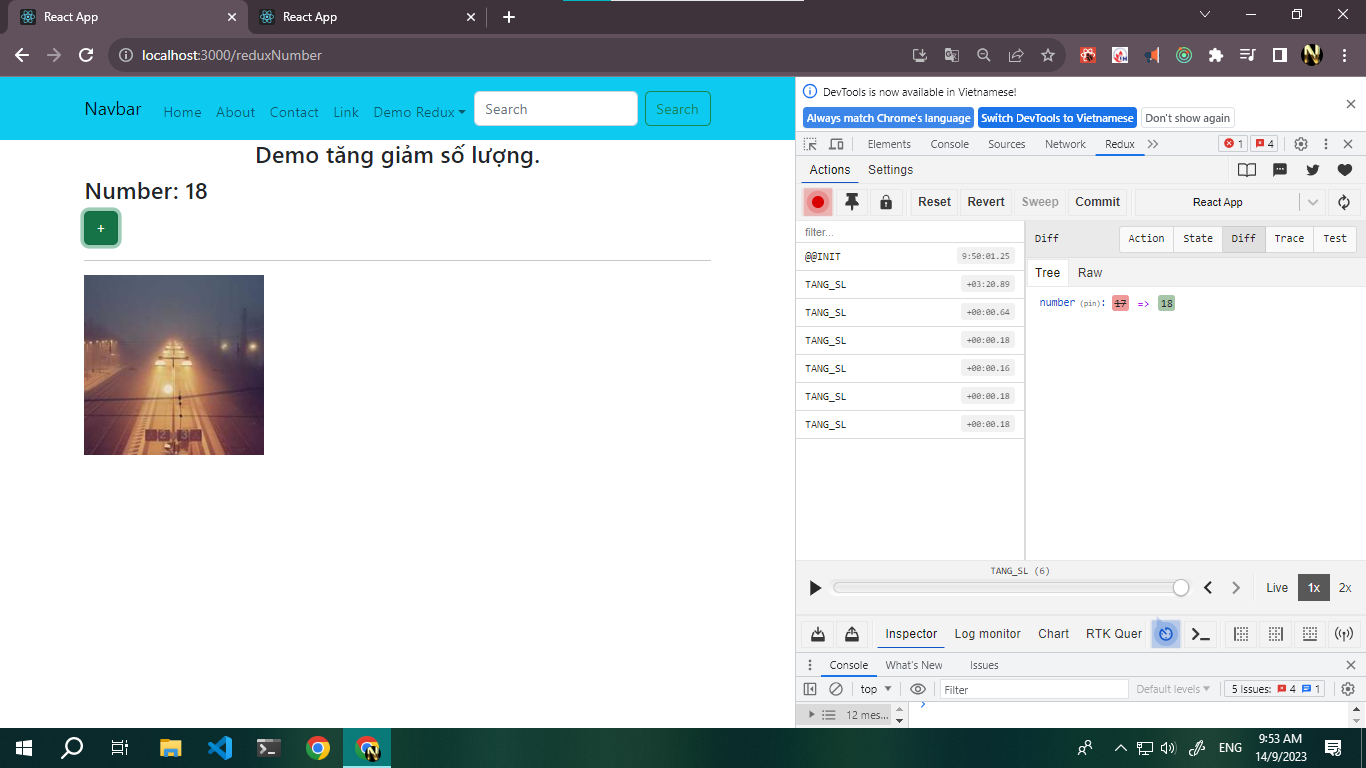 React App
React App
localhost:3000/reduxNumber
Navbar Home About Contact Link Demo Redux Search Search
Demo tăng giảm số lượng.
Number: 18
+
DevTools is now available in Vietnamese!
Always match Chrome's language Switch DevTools to Vietnamese Don't show again
Elements Console Sources Network Redux 1 4
Actions Settings
Reset Revert Sweep Commit React App
filter...
@@INIT 9:50:01.25
TANG_SL +03:20.89
TANG_SL +00:00.64
TANG_SL +00:00.18
TANG_SL +00:00.16
TANG_SL +00:00.18
TANG_SL +00:00.18
Diff Action State Diff Trace Test
Tree Raw
number (pin): 17 => 18
TANG_SL (6)
Live 1x 2x
Inspector Log monitor Chart RTK Quer
Console What's New Issues
top Filter Default levels 5 Issues: 4 1
12 mes...
ENG
9:53 AM
14/9/2023